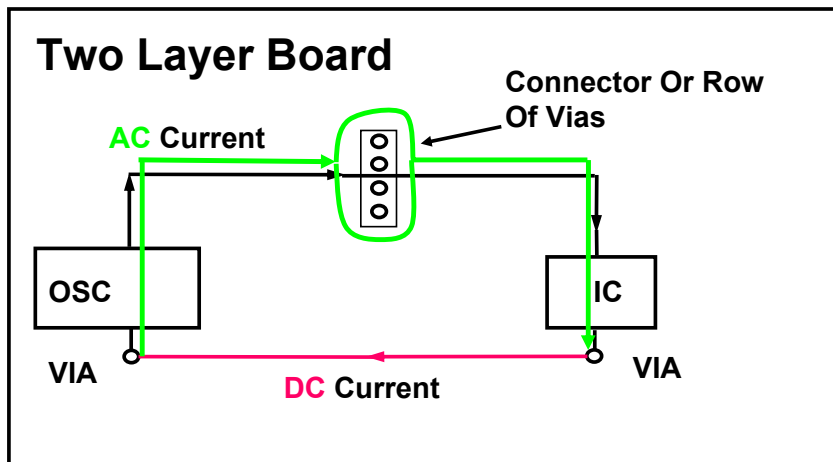 Two Layer Board
Connector Or Row
Of Vias
AC Current
OSC
IC
VIA
VIA
DC Current